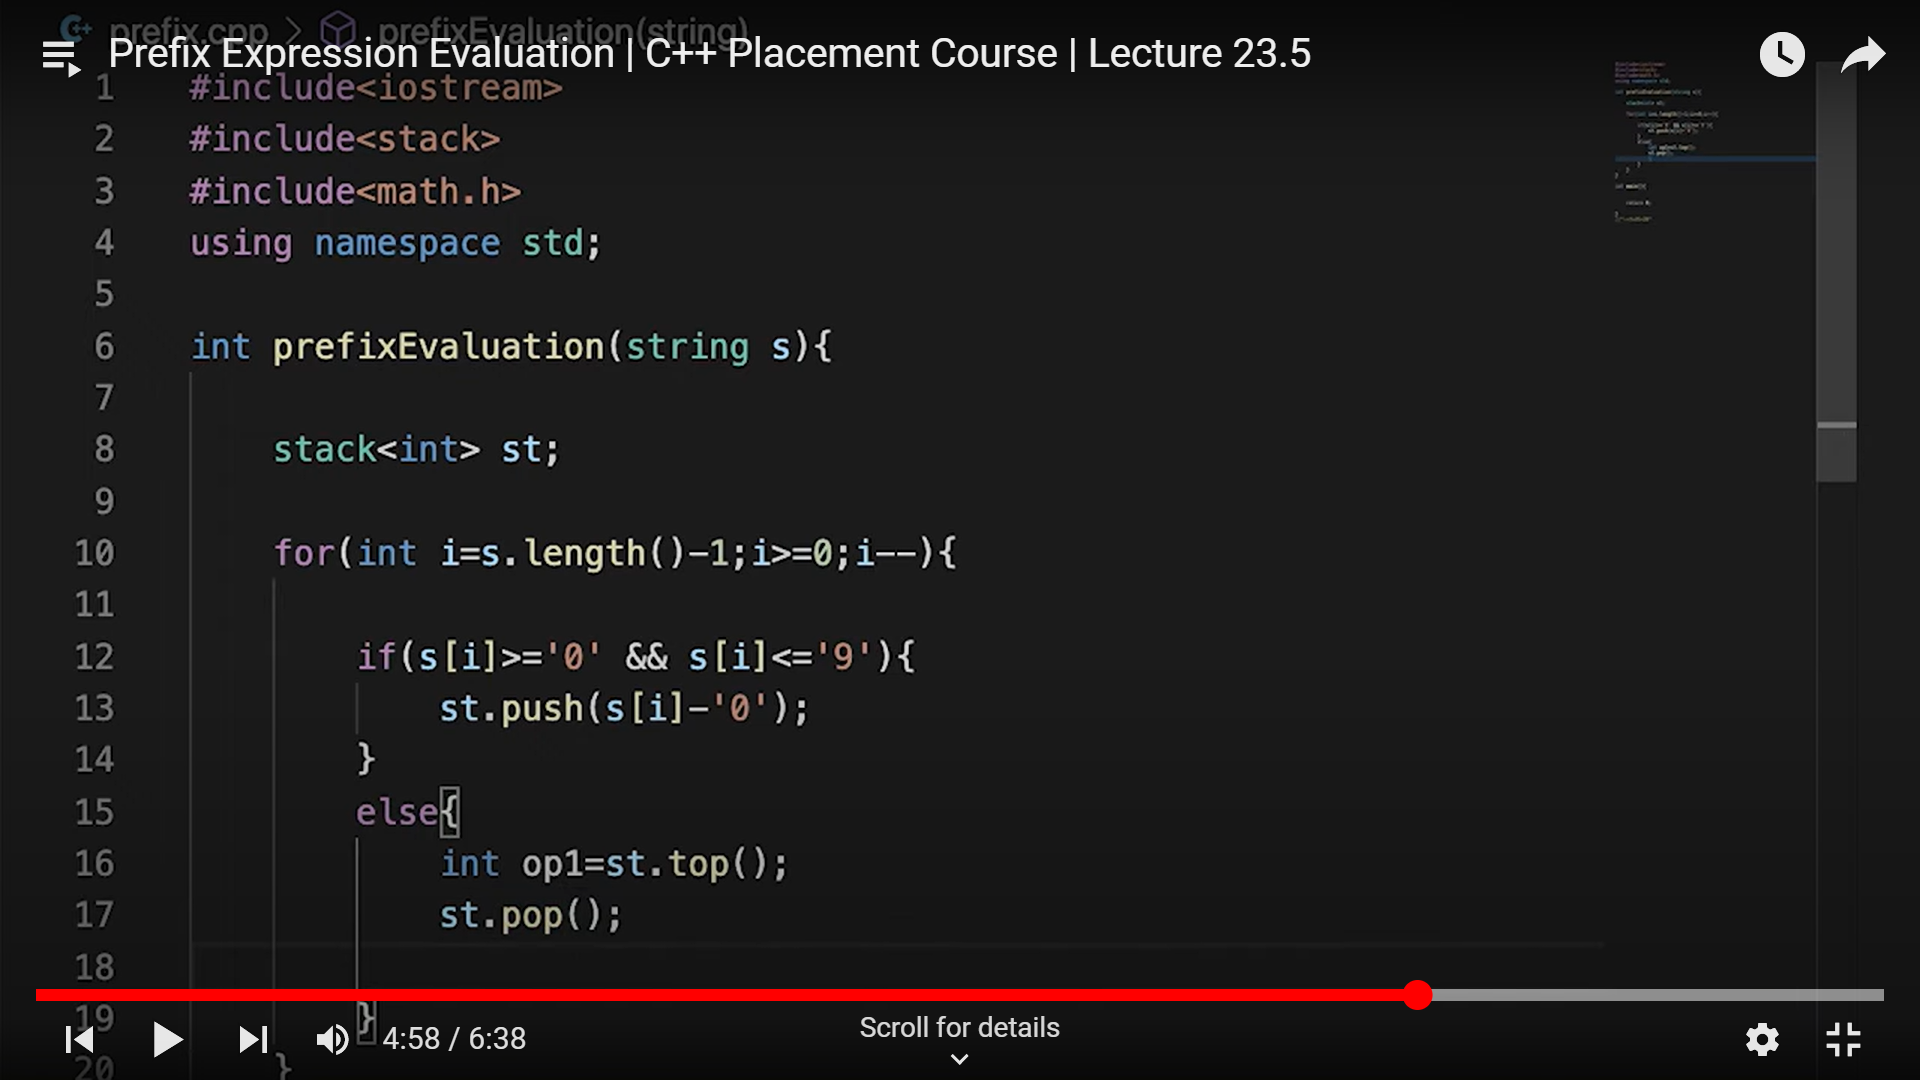 prefix.cpp > prefixEvaluation(string)
Prefix Expression Evaluation | C++ Placement Course | Lecture 23.5
1 #include<iostream>
2 #include<stack>
3 #include<math.h>
4 using namespace std;
5
6 int prefixEvaluation(string s){
7
8 stack<int> st;
9
10 for(int i=s.length()-1;i>=0;i--){
11
12 if(s[i]>='0' && s[i]<='9'){
13 st.push(s[i]-'0');
14 }
15 else{
16 int op1=st.top();
17 st.pop();
18
19 }
20 }
4:58 / 6:38
Scroll for details